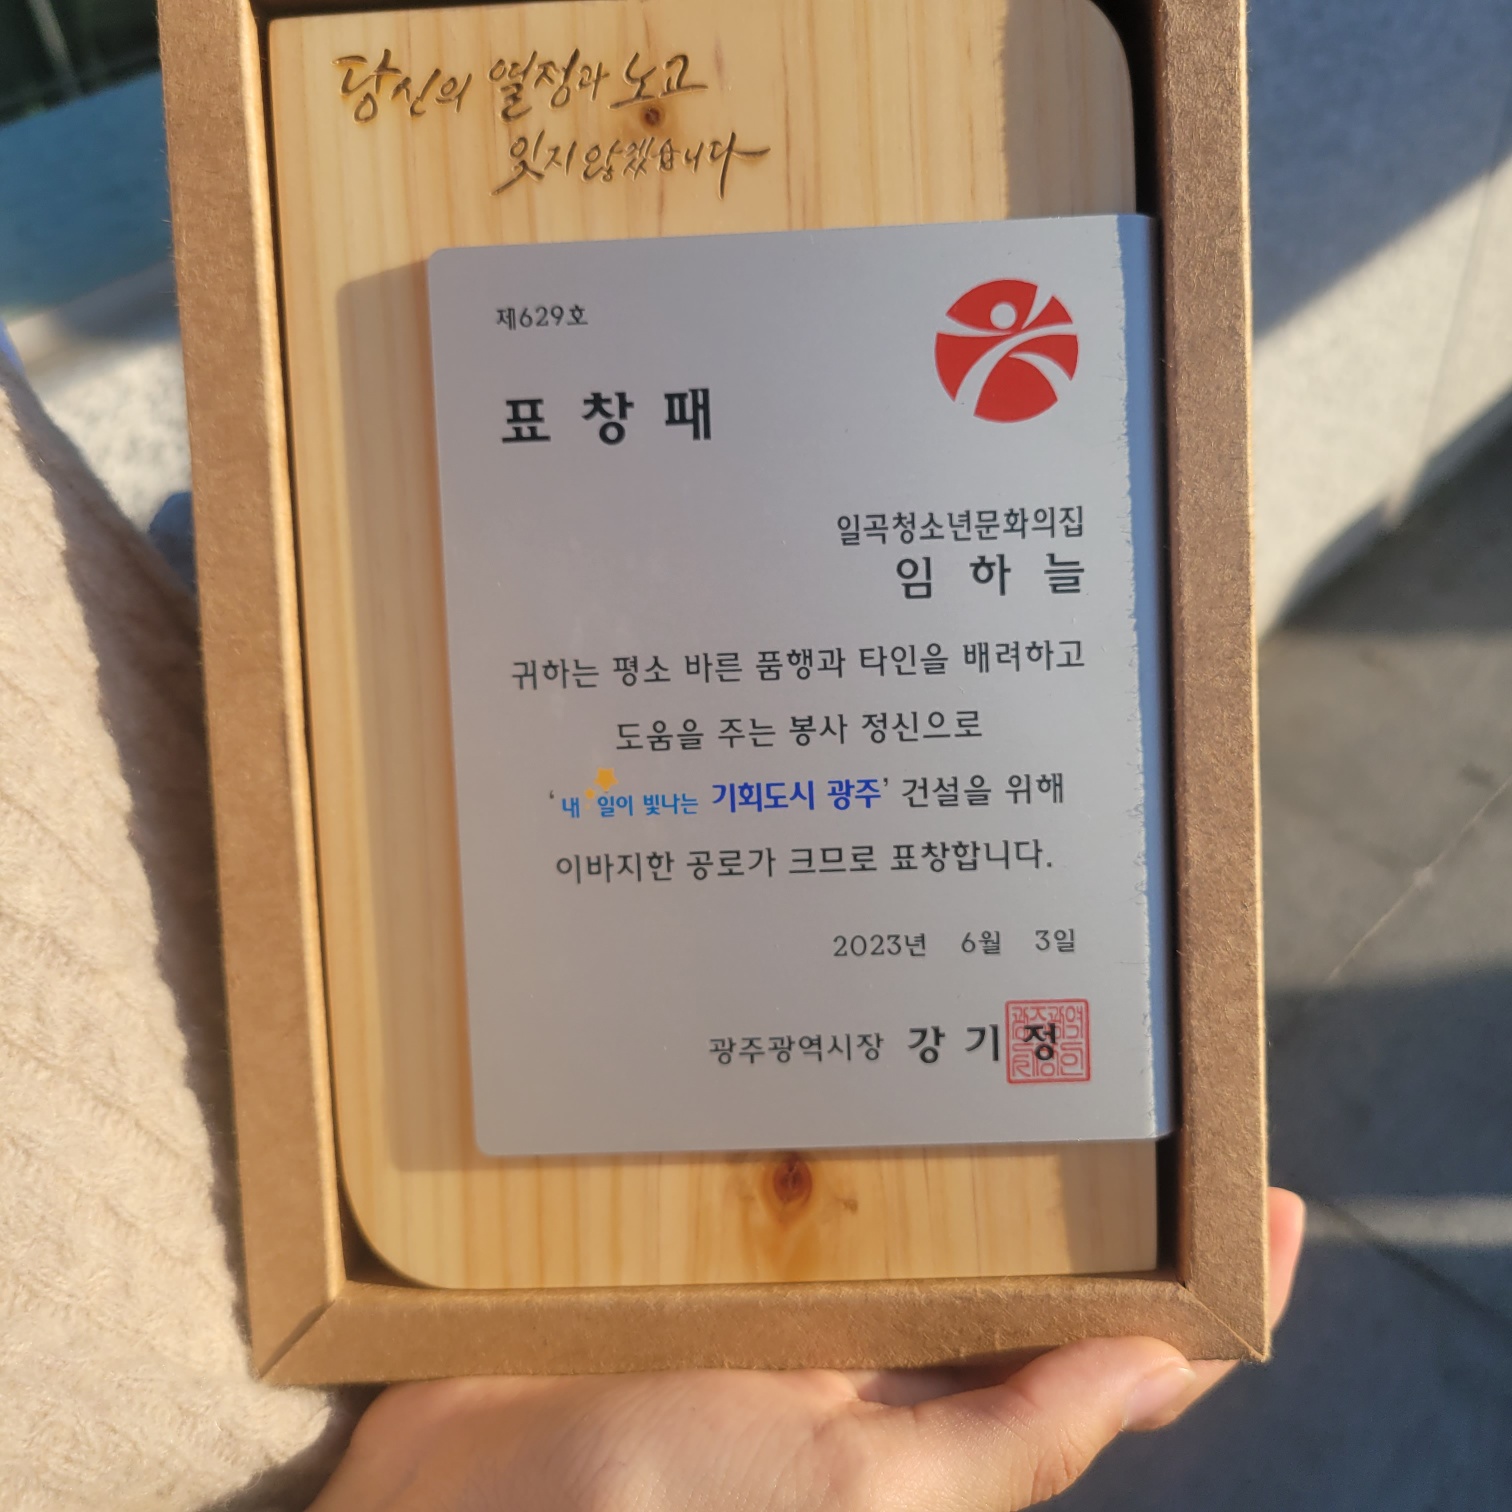 당신의 열정과 노고
잊지 않겠습니다
제629호
표 창 패
일곡청소년문화의집
임 하 늘
귀하는 평소 바른 품행과 타인을 배려하고
도움을 주는 봉사 정신으로
‘내★일이 빛나는 기회도시 광주’ 건설을 위해
이바지한 공로가 크므로 표창합니다.
2023년 6월 3일
광주광역시장 강 기 정